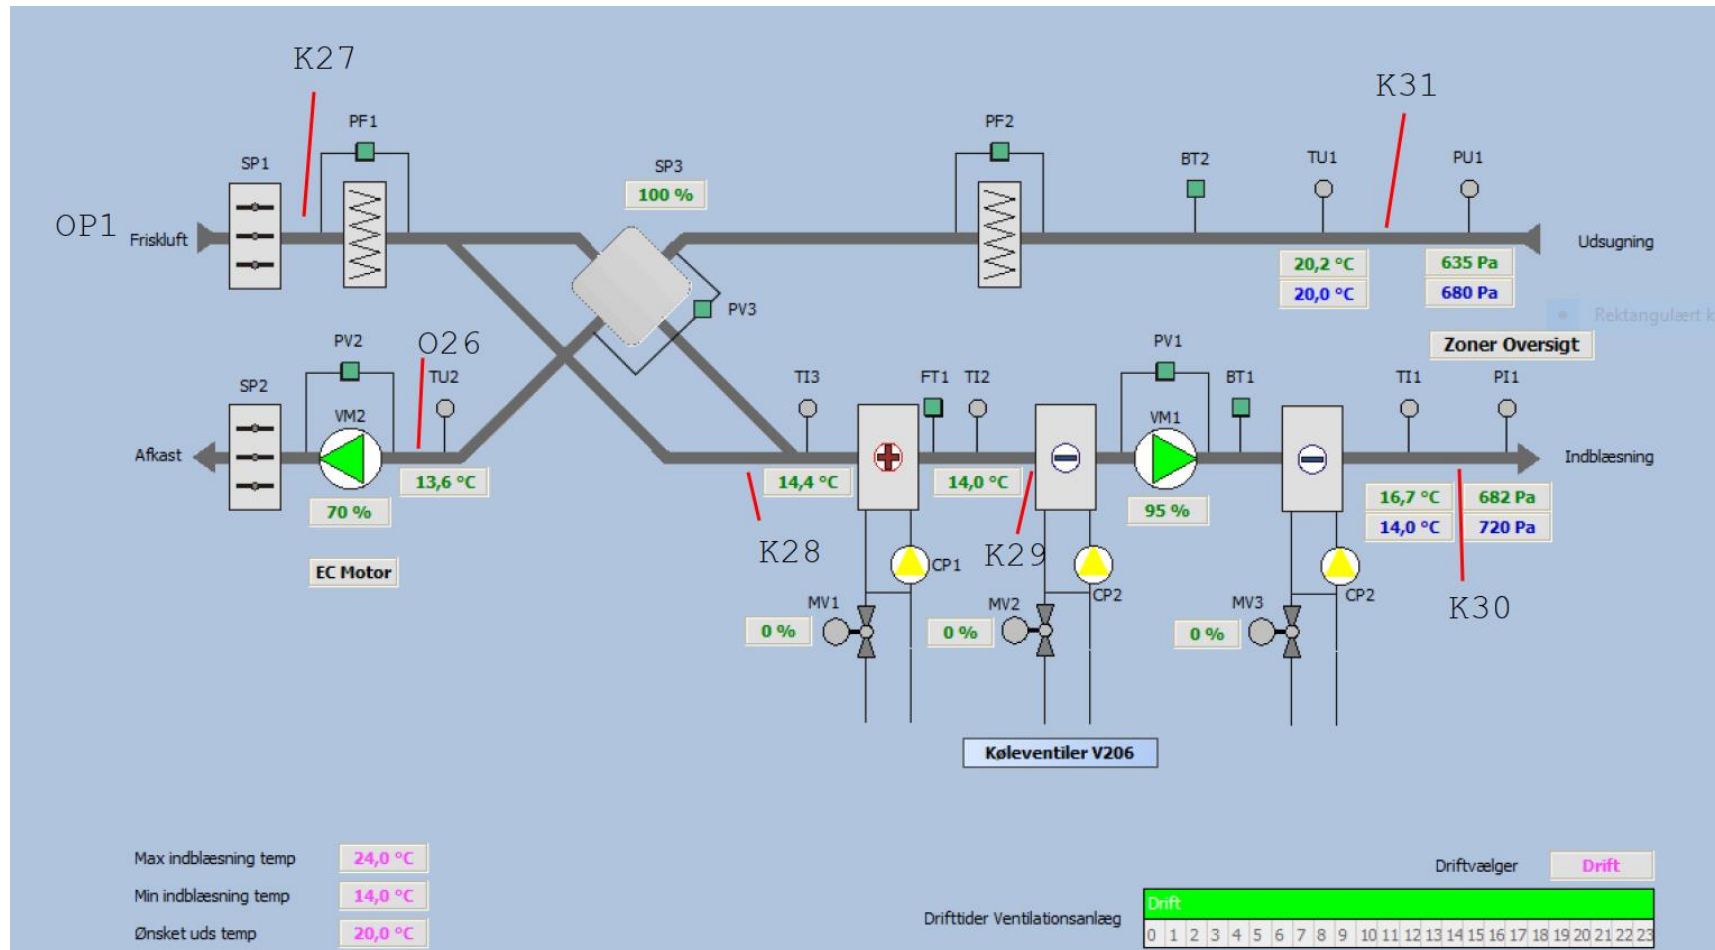 K27
K31
PF1
PF2
SP1
SP3
BT2
TU1
PU1
100 %
OP1
Friskluft
Udsugning
20,2 °C
635 Pa
20,0 °C
680 Pa
PV3
Rektangulært k
PV2
O26
PV1
Zoner Oversigt
SP2
TU2
TI3
FT1
TI2
BT1
TI1
PI1
VM2
VM1
Afkast
Indblæsning
13,6 °C
14,4 °C
14,0 °C
16,7 °C
682 Pa
70 %
95 %
14,0 °C
720 Pa
K28
K29
EC Motor
CP1
CP2
CP2
K30
MV1
MV2
MV3
0 %
0 %
0 %
Køleventiler V206
Max indblæsning temp
24,0 °C
Driftvælger
Drift
Min indblæsning temp
14,0 °C
Drift
Drifttider Ventilationsanlæg
Ønsket uds temp
20,0 °C
0 1 2 3 4 5 6 7 8 9 10 11 12 13 14 15 16 17 18 19 20 21 22 23